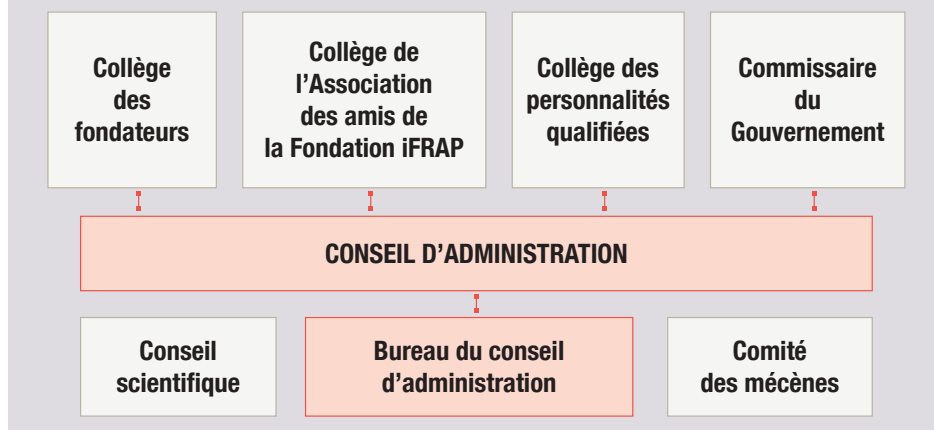 Collège
des
fondateurs
Collège de
l’Association
des amis de
la Fondation iFRAP
Collège des
personnalités
qualifiées
Commissaire
du
Gouvernement
CONSEIL D’ADMINISTRATION
Conseil
scientifique
Bureau du conseil
d’administration
Comité
des mécènes